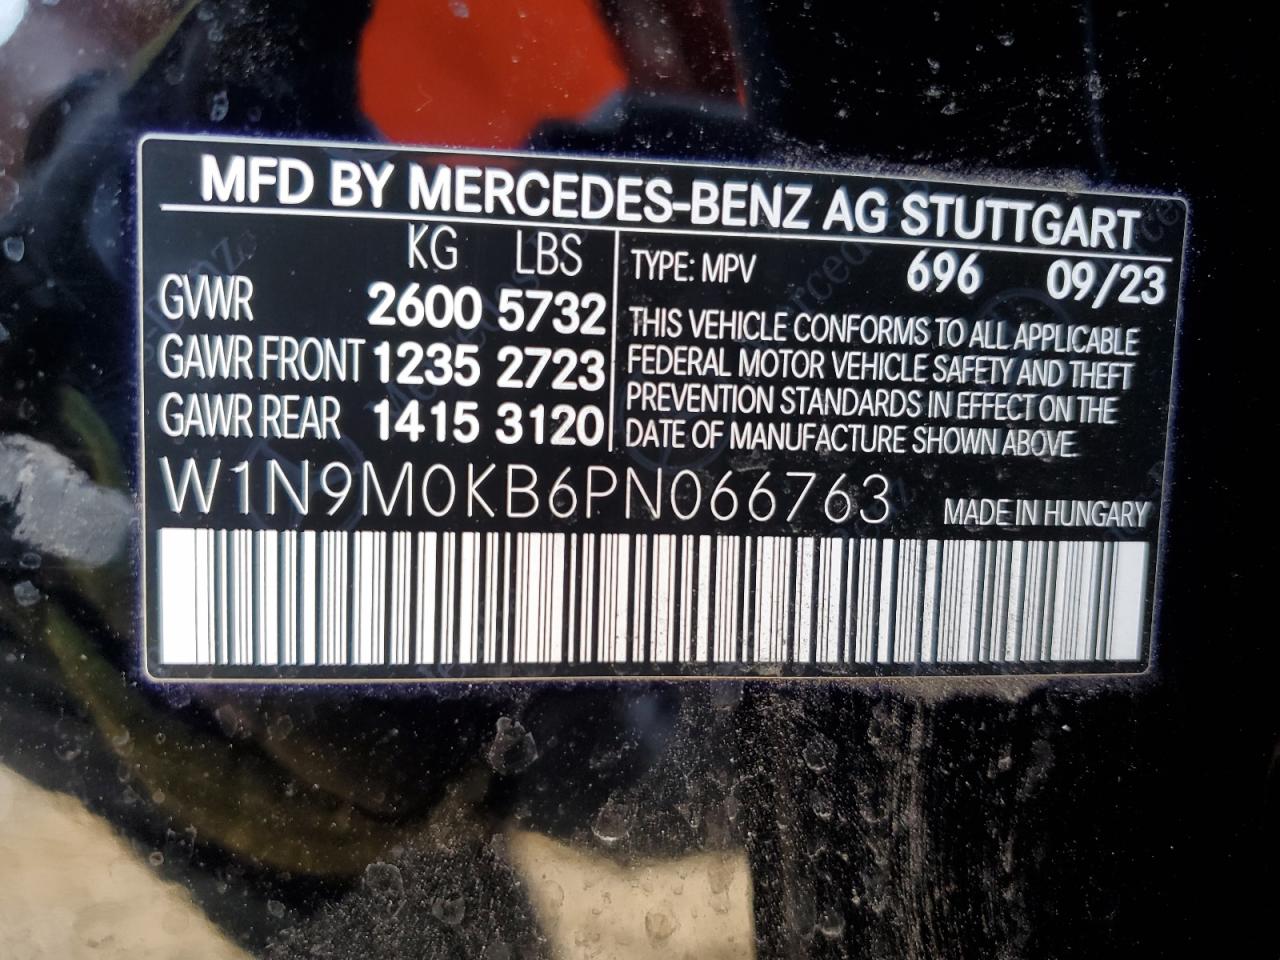 MFD BY MERCEDES-BENZ AG STUTTGART
KG LBS
GVWR 2600 5732
GAWR FRONT 1235 2723
GAWR REAR 1415 3120
TYPE: MPV 696 09/23
THIS VEHICLE CONFORMS TO ALL APPLICABLE
FEDERAL MOTOR VEHICLE SAFETY AND THEFT
PREVENTION STANDARDS IN EFFECT ON THE
DATE OF MANUFACTURE SHOWN ABOVE.
W1N9M0KB6PN066763
MADE IN HUNGARY